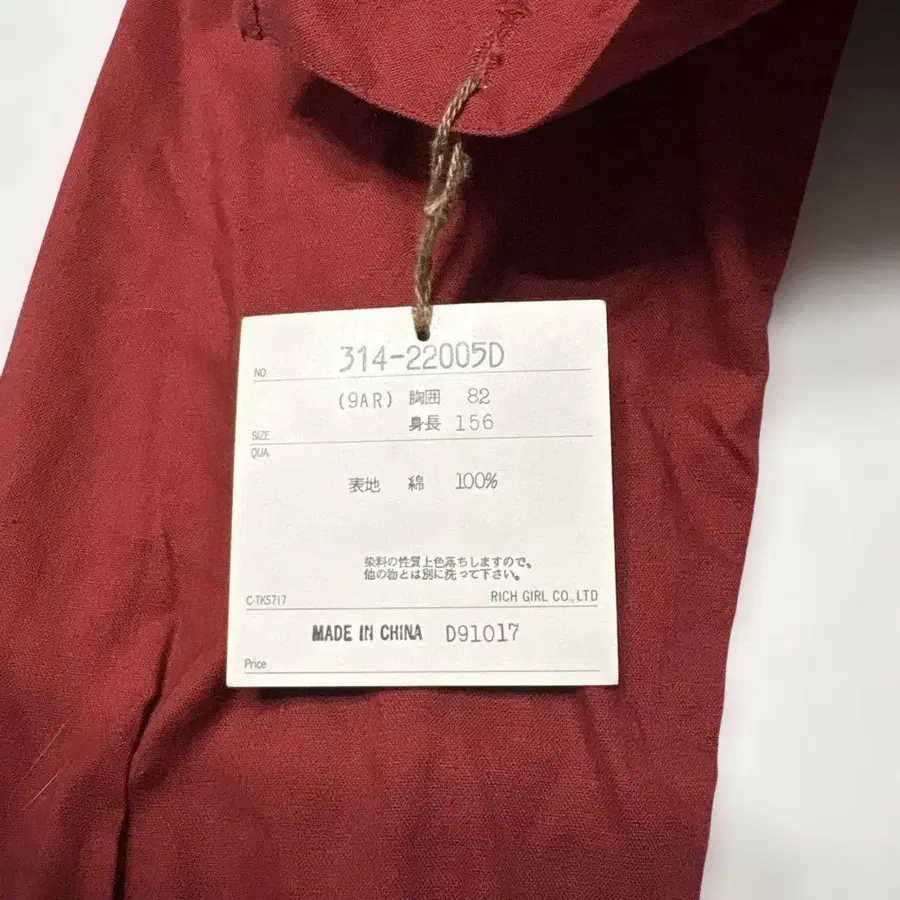 NO 314-22005D
(9AR) 胸囲 82
SIZE 身長 156
QUA.
表地 綿 100%
染料の性質上色落ちしますので、
他の物とは別に洗って下さい。
C-TK5717 RICH GIRL CO.,LTD
MADE IN CHINA D91017
Price